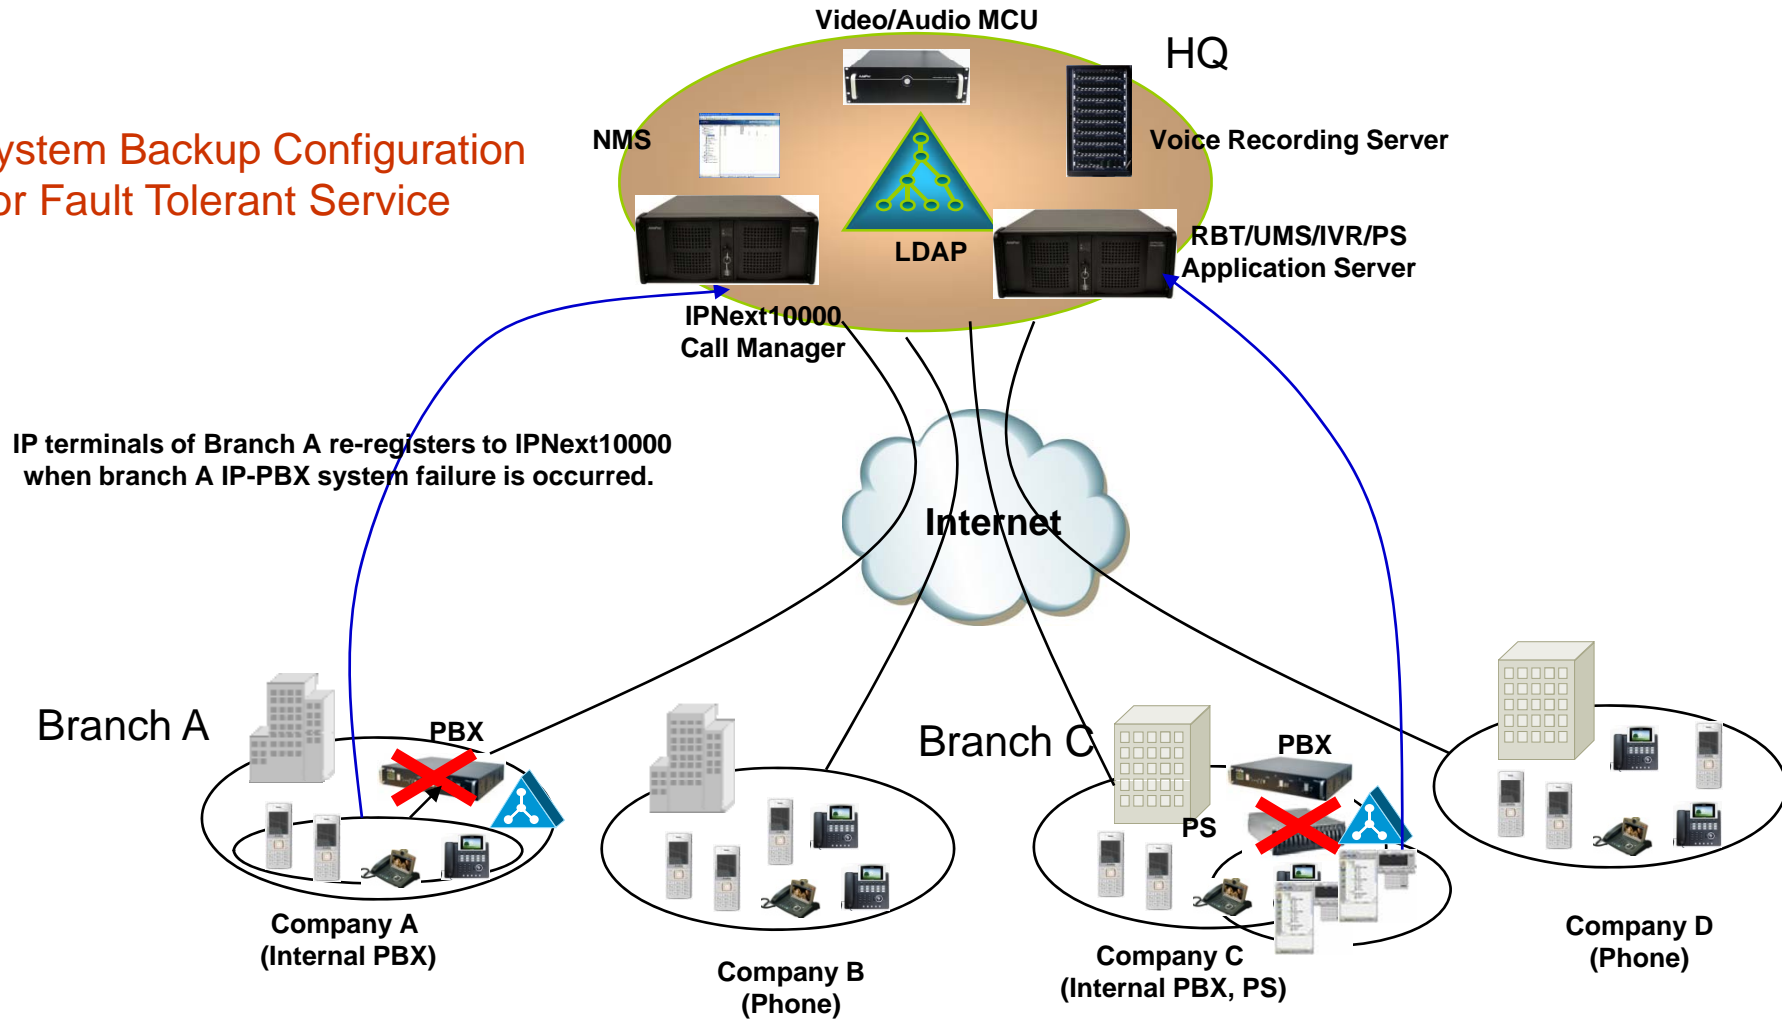 Video/Audio MCU
HQ
ystem Backup Configuration
or Fault Tolerant Service
NMS
Voice Recording Server
LDAP
RBT/UMS/IVR/PS
Application Server
IPNext10000
Call Manager
IP terminals of Branch A re-registers to IPNext10000
when branch A IP-PBX system failure is occurred.
Internet
Branch A
PBX
Branch C
PBX
PS
Company A
(Internal PBX)
Company B
(Phone)
Company C
(Internal PBX, PS)
Company D
(Phone)